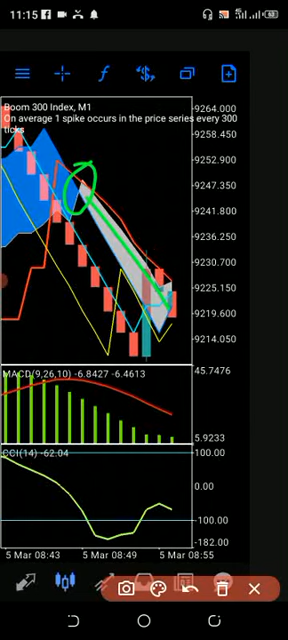 11:15
63
Boom 300 Index, M1
On average 1 spike occurs in the price series every 300
ticks
9264.000
9258.450
9252.900
9247.350
9241.800
9236.250
9230.700
9225.150
9219.600
9214.050
MACD(9,26,10) -6.8427 -6.4613
45.7476
5.9233
CCI(14) -62.04
100.00
0.00
-100.00
-182.00
5 Mar 08:43
5 Mar 08:49
5 Mar 08:55